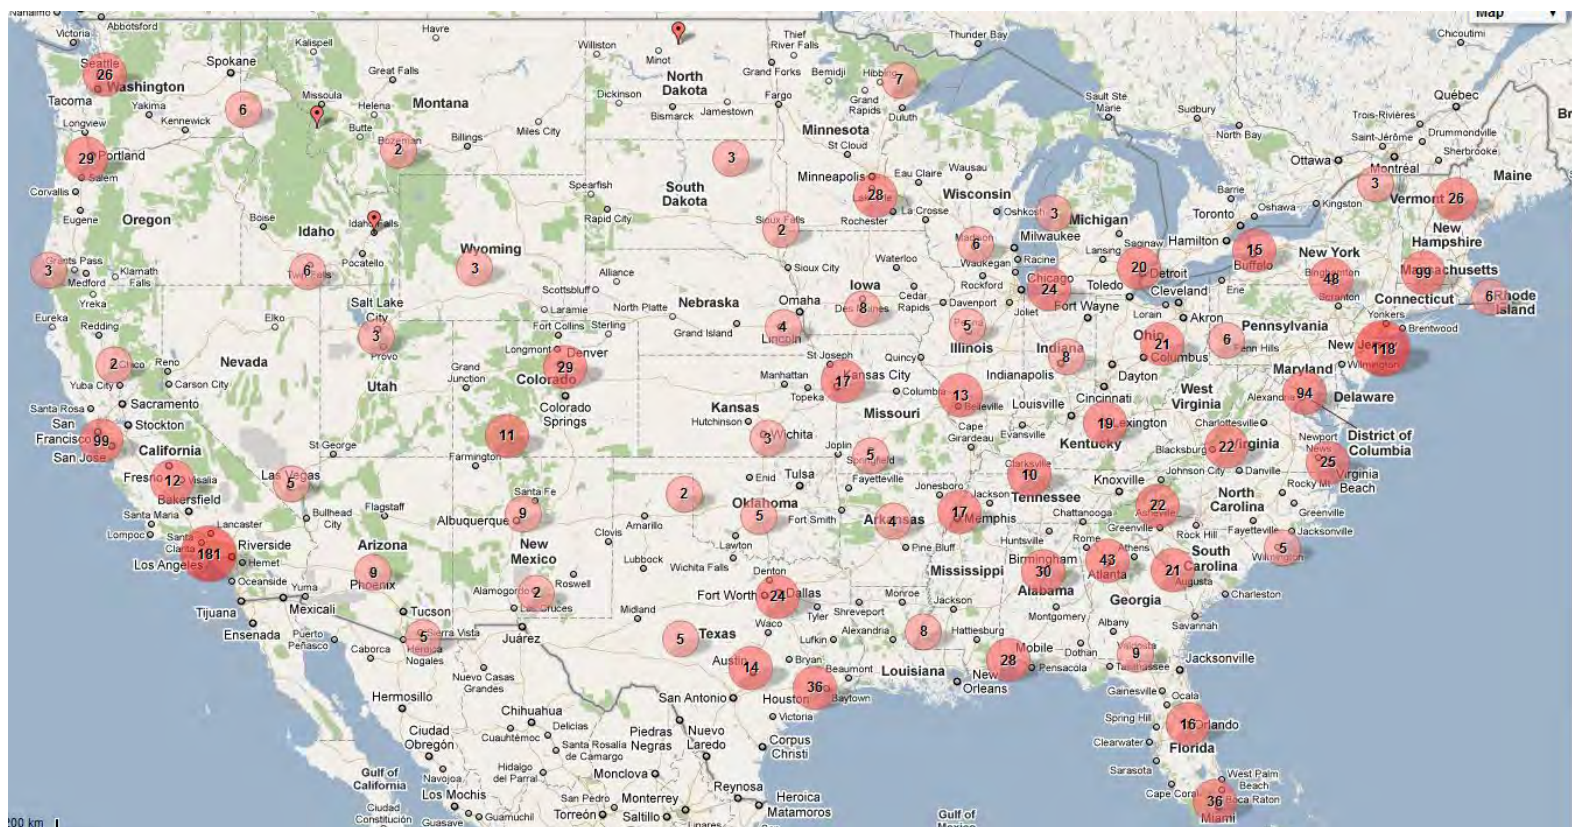 Nanaimo
Abbotsford
Victoria
Seattle
26
Washington
Tacoma
Spokane
Yakima
Kennewick
Longview
6
29
Portland
Salem
Corvallis
Eugene
Oregon
Kalispell
Havre
Great Falls
Missoula
Helena
Montana
Butte
Bozeman
2
Billings
Miles City
Boise
Idaho
Idaho Falls
Pocatello
Twin Falls
6
Wyoming
3
Williston
Minot
North
Dakota
Dickinson
Bismarck
Jamestown
Grand Forks
Fargo
Thief
River Falls
Bemidji
Hibbing
7
Grand
Rapids
Duluth
Thunder Bay
Minnesota
St Cloud
Minneapolis
28
Rochester
Eau Claire
Wausau
La Crosse
Wisconsin
Oshkosh
3
South
Dakota
Spearfish
Rapid City
Sioux Falls
2
Sioux City
3
Grants Pass
Medford
Klamath
Falls
Yreka
Eureka
Redding
2
Chico
Yuba City
Reno
Carson City
Elko
Nevada
Salt Lake
City
3
Provo
Utah
Scottsbluff
Alliance
Laramie
North Platte
Nebraska
Grand Island
Omaha
4
Lincoln
Fort Collins
Sterling
Longmont
Denver
29
Colorado
Colorado
Springs
Grand
Junction
11
Waterloo
Iowa
Des Moines
8
Cedar
Rapids
Davenport
Madison
6
Milwaukee
Racine
Waukegan
Rockford
Chicago
24
Joliet
Michigan
Lansing
Saginaw
20
Detroit
Toledo
Fort Wayne
Cleveland
Lorain
Akron
Sault Ste
Marie
Sudbury
North Bay
Ottawa
Barrie
Toronto
Oshawa
Kingston
Hamilton
Chicoutimi
Québec
Trois-Rivières
Saint-Jérôme
Drummondville
Sherbrooke
Montréal
3
Vermont
26
Maine
New
Hampshire
15
Buffalo
New York
Binghamton
48
Massachusetts
99
Connecticut
6
Rhode
Island
Erie
Scranton
Yonkers
Brentwood
Pennsylvania
6
Penn Hills
New Jersey
118
Wilmington
Maryland
94
Alexandria
Delaware
District of
Columbia
Peoria
5
Illinois
Indiana
8
Indianapolis
Ohio
21
Columbus
Dayton
Cincinnati
West
Virginia
Charlottesville
22
Virginia
Blacksburg
Newport
News
25
Virginia
Beach
Santa Rosa
Sacramento
San
Francisco
99
Stockton
San Jose
California
Fresno
12
Visalia
Bakersfield
Santa Maria
Lompoc
Lancaster
Santa
Clarita
181
Los Angeles
Riverside
Hemet
Oceanside
Las Vegas
5
St George
Bullhead
City
Flagstaff
Arizona
9
Phoenix
Yuma
Tucson
Sierra Vista
5
Farmington
Santa Fe
Albuquerque
9
New
Mexico
Roswell
Alamogordo
2
Las Cruces
Clovis
St Joseph
Manhattan
Topeka
17
Kansas City
Kansas
Hutchinson
3
Wichita
Quincy
Columbia
Missouri
13
Belleville
Cape
Girardeau
Joplin
5
Springfield
Louisville
Evansville
19
Lexington
Kentucky
2
Enid
Tulsa
Oklahoma
5
Lawton
Fort Smith
Fayetteville
Arkansas
4
Pine Bluff
Jonesboro
17
Memphis
Jackson
Clarksville
10
Tennessee
Knoxville
Johnson City
Danville
Chattanooga
Huntsville
22
Asheville
Greenville
North
Carolina
Rocky Mt
Greenville
Fayetteville
Jacksonville
5
Wilmington
Rock Hill
South
Carolina
21
Augusta
Charleston
Savannah
Amarillo
Lubbock
Wichita Falls
Midland
Denton
Fort Worth
24
Dallas
Tyler
Waco
Texas
5
Austin
14
Bryan
Beaumont
Houston
36
Baytown
San Antonio
Victoria
Corpus
Christi
Lufkin
Shreveport
Monroe
Jackson
Alexandria
8
Hattiesburg
Louisiana
Mississippi
New
Orleans
28
Mobile
Pensacola
Birmingham
30
Alabama
Montgomery
Dothan
Rome
Athens
43
Atlanta
Georgia
Albany
Valdosta
9
Tallahassee
Jacksonville
Gainesville
Ocala
Spring Hill
16
Orlando
Clearwater
Florida
Sarasota
Cape Coral
West Palm
Beach
Boca Raton
36
Miami
Tijuana
Mexicali
Ensenada
Puerto
Peñasco
Caborca
Heroica
Nogales
Juárez
Nuevo Casas
Grandes
Hermosillo
Chihuahua
Cuauhtémoc
Delicias
Ciudad
Obregón
Navojoa
Los Mochis
Guasave
Guamuchil
Hidalgo
del Parral
Santa Rosalía
de Camargo
Piedras
Negras
Nuevo
Laredo
Monclova
San Pedro
Torreón
Monterrey
Saltillo
Linares
Reynosa
Heroica
Matamoros
Gulf of
California
Ciudad
Constitución
Gulf of
Mexico
200 km
Map